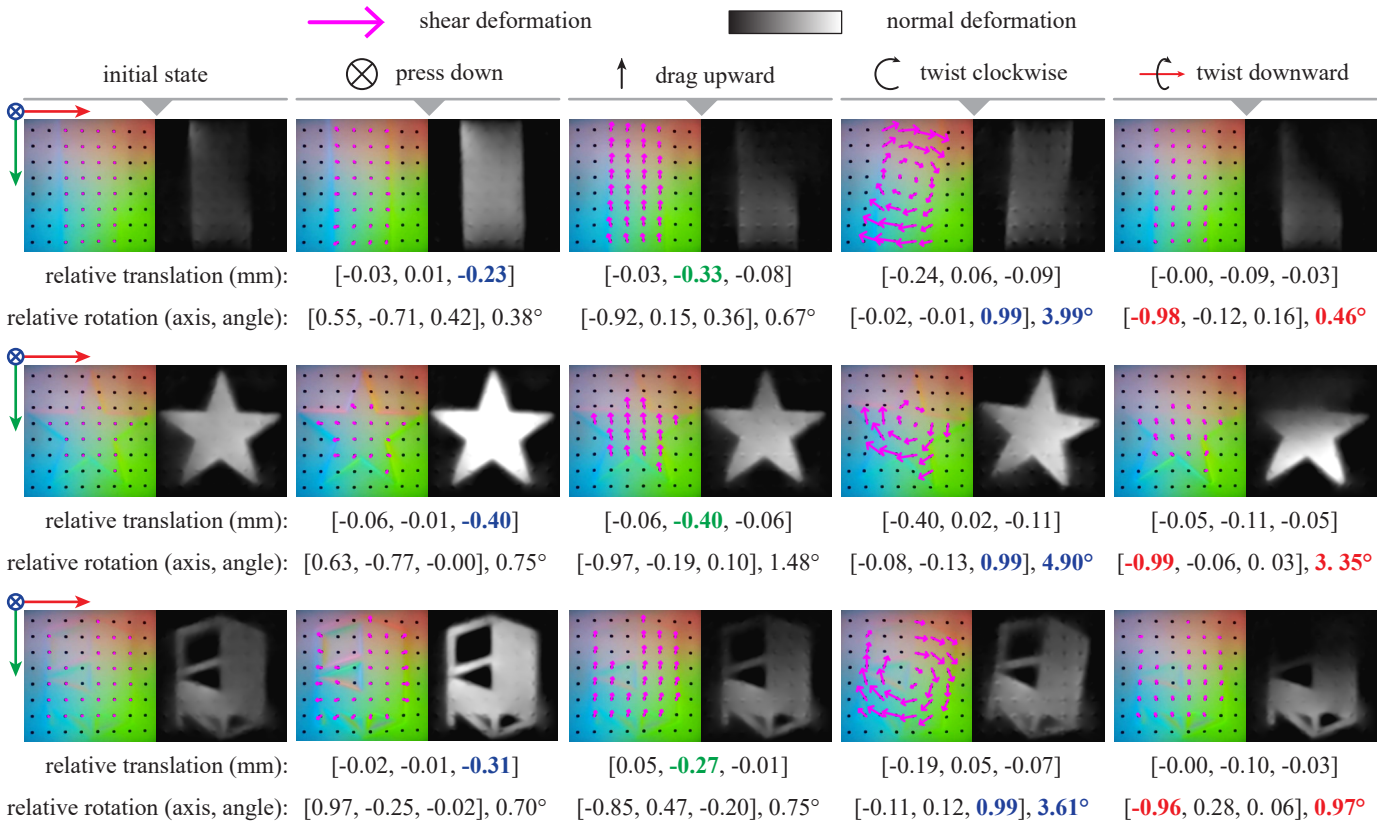 shear deformation normal deformation
initial state press down drag upward twist clockwise twist downward
relative translation (mm): [-0.03, 0.01, -0.23] [-0.03, -0.33, -0.08] [-0.24, 0.06, -0.09] [-0.00, -0.09, -0.03]
relative rotation (axis, angle): [0.55, -0.71, 0.42], 0.38° [-0.92, 0.15, 0.36], 0.67° [-0.02, -0.01, 0.99], 3.99° [-0.98, -0.12, 0.16], 0.46°
relative translation (mm): [-0.06, -0.01, -0.40] [-0.06, -0.40, -0.06] [-0.40, 0.02, -0.11] [-0.05, -0.11, -0.05]
relative rotation (axis, angle): [0.63, -0.77, -0.00], 0.75° [-0.97, -0.19, 0.10], 1.48° [-0.08, -0.13, 0.99], 4.90° [-0.99, -0.06, 0. 03], 3. 35°
relative translation (mm): [-0.02, -0.01, -0.31] [0.05, -0.27, -0.01] [-0.19, 0.05, -0.07] [-0.00, -0.10, -0.03]
relative rotation (axis, angle): [0.97, -0.25, -0.02], 0.70° [-0.85, 0.47, -0.20], 0.75° [-0.11, 0.12, 0.99], 3.61° [-0.96, 0.28, 0. 06], 0.97°